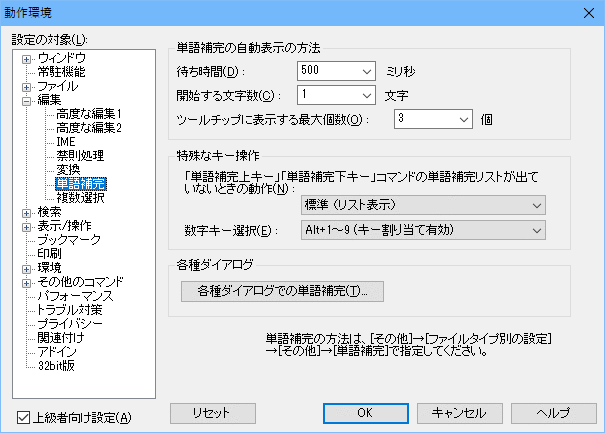 動作環境
設定の対象(L):
ウィンドウ
常駐機能
ファイル
編集
高度な編集1
高度な編集2
IME
禁則処理
変換
単語補完
複数選択
検索
表示/操作
ブックマーク
印刷
環境
その他のコマンド
パフォーマンス
トラブル対策
プライバシー
関連付け
アドイン
32bit版
上級者向け設定(A)
単語補完の自動表示の方法
待ち時間(D): 500 ミリ秒
開始する文字数(C): 1 文字
ツールチップに表示する最大個数(O): 3 個
特殊なキー操作
「単語補完上キー」「単語補完下キー」コマンドの単語補完リストが出て
いないときの動作(N):
標準 (リスト表示)
数字キー選択(E): Alt+1～9 (キー割り当て有効)
各種ダイアログ
各種ダイアログでの単語補完(T)...
単語補完の方法は、[その他]→[ファイルタイプ別の設定]
→[その他]→[単語補完]で指定してください。
リセット OK キャンセル ヘルプ